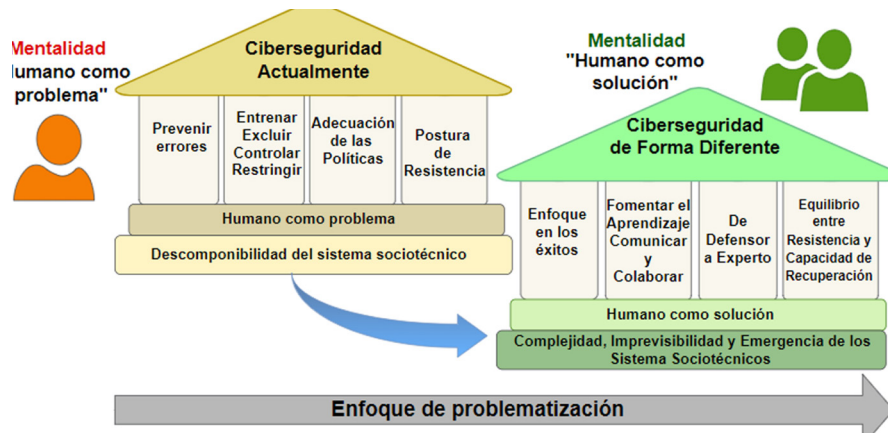 Mentalidad
umano como
problema"
Ciberseguridad
Actualmente
Prevenir
errores
Entrenar
Excluir
Controlar
Restringir
Adecuación
de las
Políticas
Postura
de
Resistencia
Humano como problema
Descomponibilidad del sistema sociotécnico
Mentalidad
"Humano como
solución"
Ciberseguridad
de Forma Diferente
Enfoque
en los
éxitos
Fomentar el
Aprendizaje
Comunicar
y
Colaborar
De
Defensor
a Experto
Equilibrio
entre
Resistencia y
Capacidad de
Recuperación
Humano como solución
Complejidad, Imprevisibilidad y Emergencia de los
Sistema Sociotécnicos
Enfoque de problematización